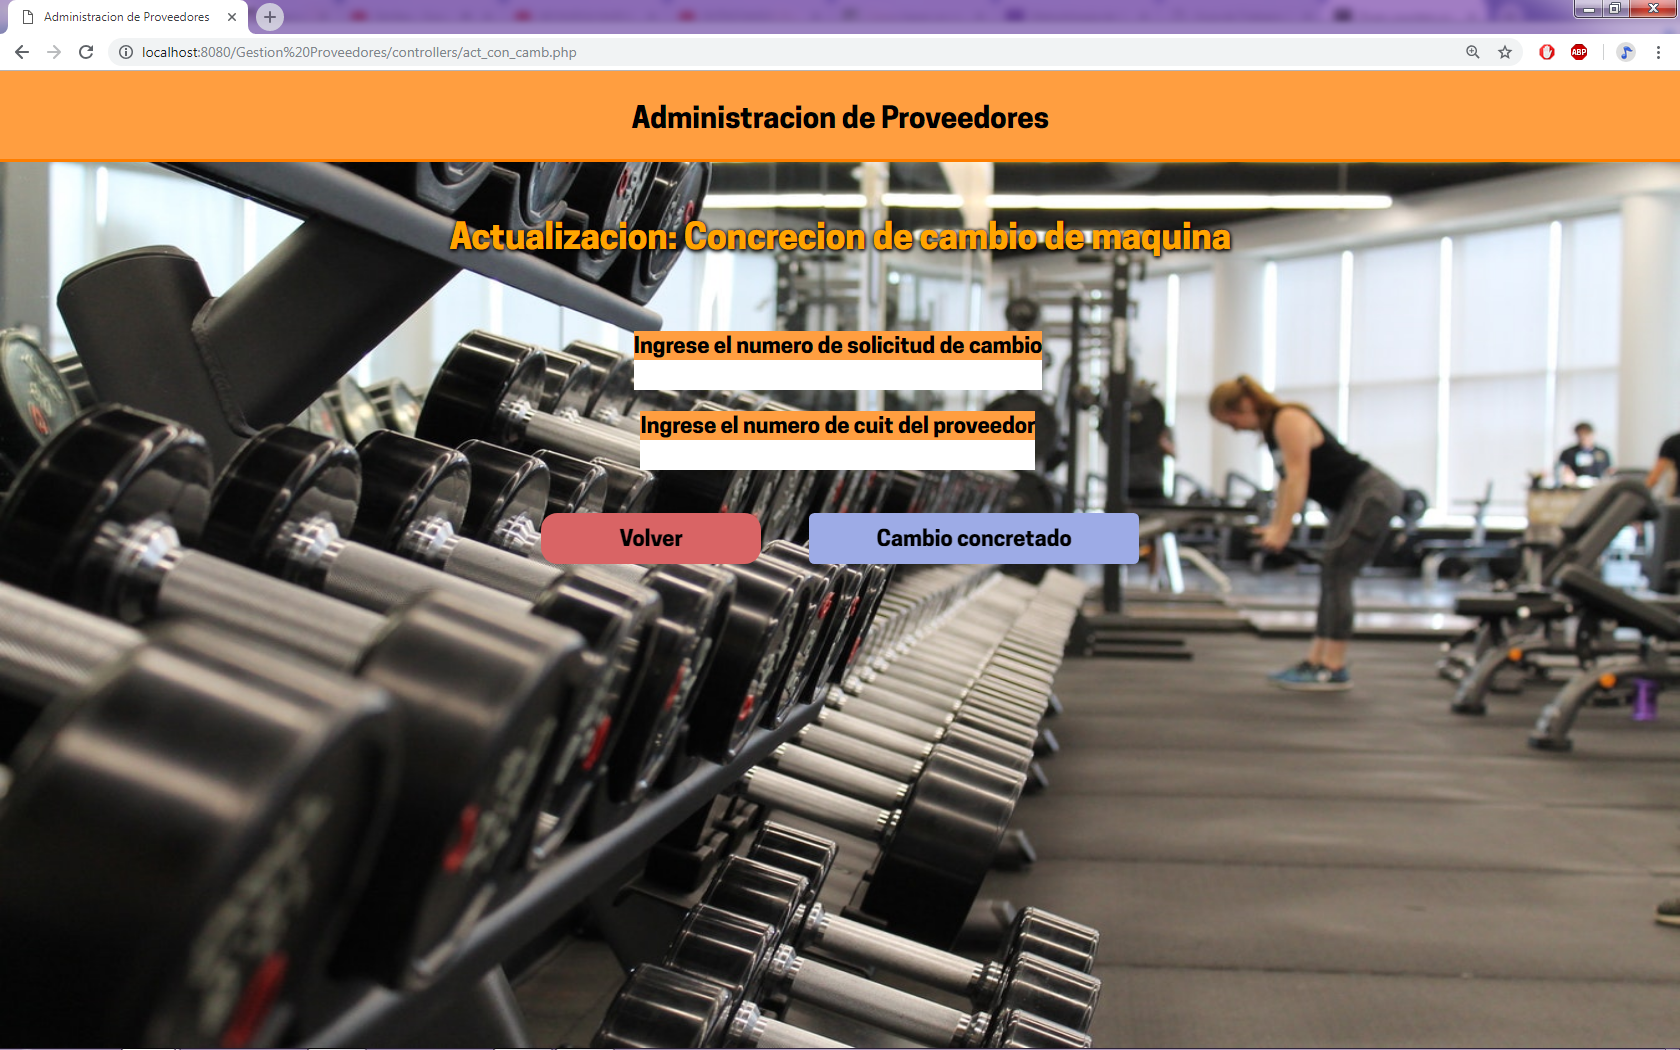 Administracion de Proveedores
localhost:8080/Gestion%20Proveedores/controllers/act_con_camb.php
ABP
Administracion de Proveedores
Actualizacion: Concrecion de cambio de maquina
Ingrese el numero de solicitud de cambio
Ingrese el numero de cuit del proveedor
Volver
Cambio concretado